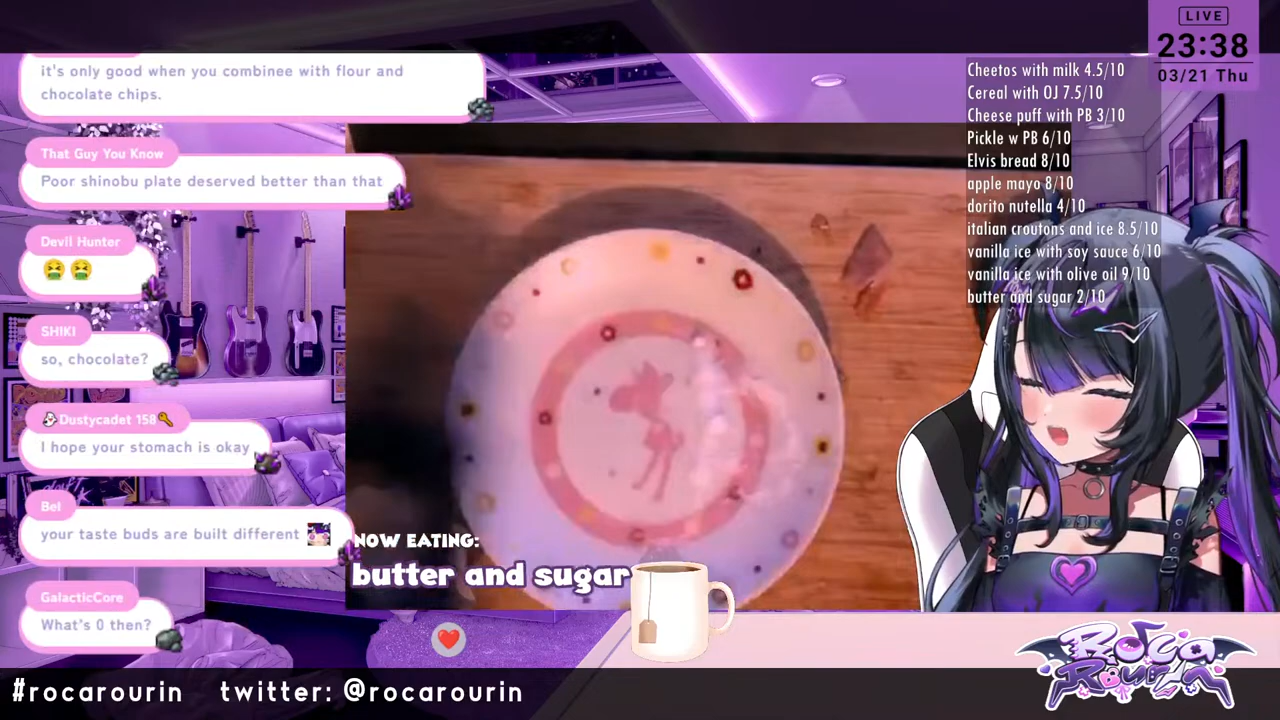 LIVE
23:38
03/21 Thu
it's only good when you combinee with flour and
chocolate chips.
That Guy You Know
Poor shinobu plate deserved better than that
Devil Hunter
🤮🤮
SHIKI
so, chocolate?
Dustycadet 158
I hope your stomach is okay
Bel
your taste buds are built different
GalacticCore
What's 0 then?
Cheetos with milk 4.5/10
Cereal with OJ 7.5/10
Cheese puff with PB 3/10
Pickle w PB 6/10
Elvis bread 8/10
apple mayo 8/10
dorito nutella 4/10
italian croutons and ice 8.5/10
vanilla ice with soy sauce 6/10
vanilla ice with olive oil 9/10
butter and sugar 2/10
NOW EATING:
butter and sugar
Roca
Rourin
#rocarourin twitter: @rocarourin